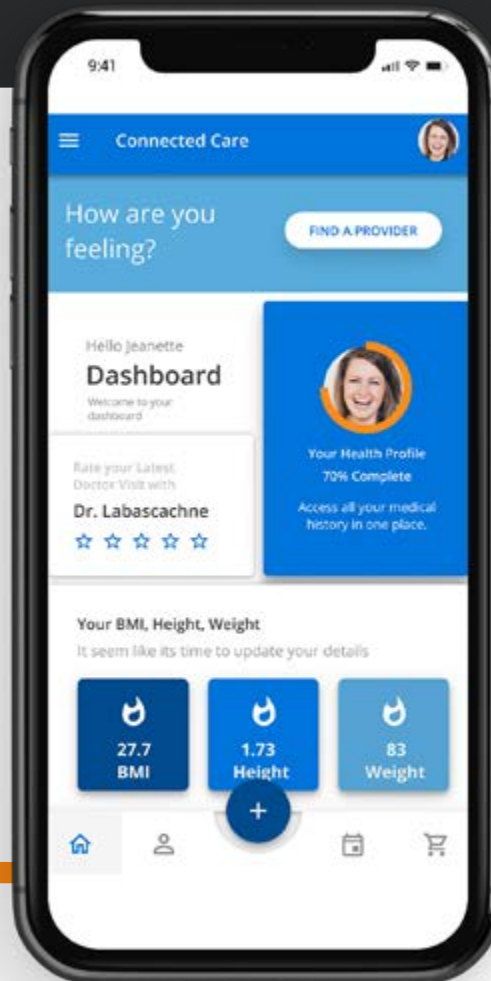 9:41
Connected Care
How are you
feeling?
FIND A PROVIDER
Hello Jeanette
Dashboard
Welcome to your
dashboard
Rate your Latest
Doctor Visit with
Dr. Labascachne
Your Health Profile
70% Complete
Access all your medical
history in one place.
Your BMI, Height, Weight
It seem like its time to update your details
27.7
BMI
1.73
Height
83
Weight
+